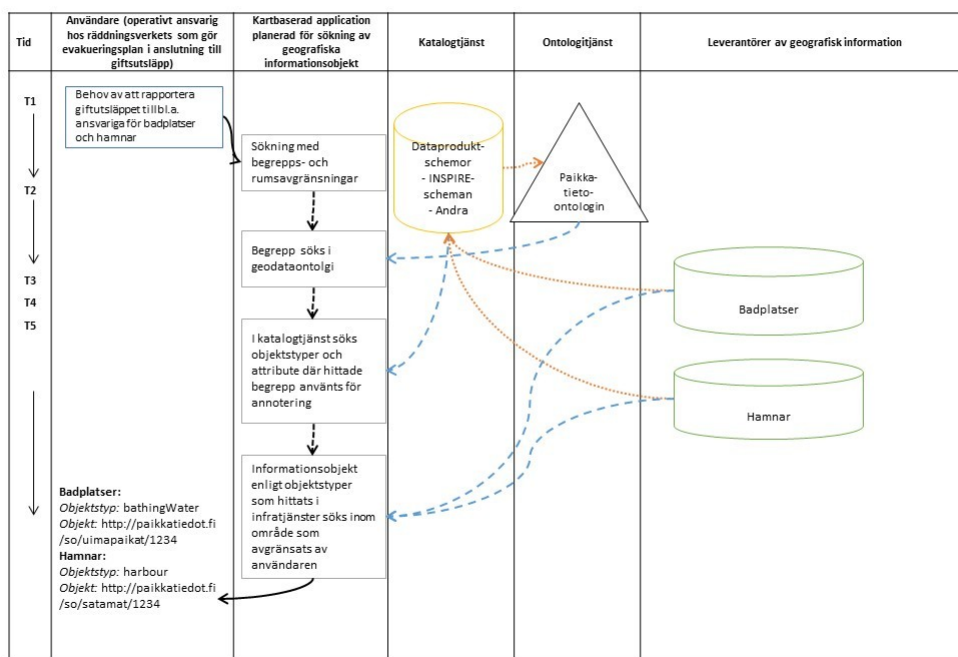 Tid
Användare (operativt ansvarig
hos räddningsverkets som gör
evakueringsplan i anslutning till
giftsutsläpp)
Kartbaserad application
planerad för sökning av
geografiska
informationsobjekt
Katalogtjänst
Ontologitjänst
Leverantörer av geografisk information
T1
T2
T3
T4
T5
Behov av att rapportera
giftutsläppet tillbl.a.
ansvariga för badplatser
och hamnar
Sökning med
begrepps- och
rumsavgränsningar
Begrepp söks i
geodataontolgi
I katalogtjänst söks
objektstyper och
attribute där hittade
begrepp använts för
annotering
Informationsobjekt
enligt objektstyper
som hittats i
infratjänster söks inom
område som
avgränsats av
användaren
Dataprodukt-
schemor
- INSPIRE-
scheman
- Andra
Paikka-
tieto-
ontologin
Badplatser
Hamnar
Badplatser:
Objektstyp: bathingWater
Objekt: http://paikkatiedot.fi
/so/uimapaikat/1234
Hamnar:
Objektstyp: harbour
Objekt: http://paikkatiedot.fi
/so/satamat/1234